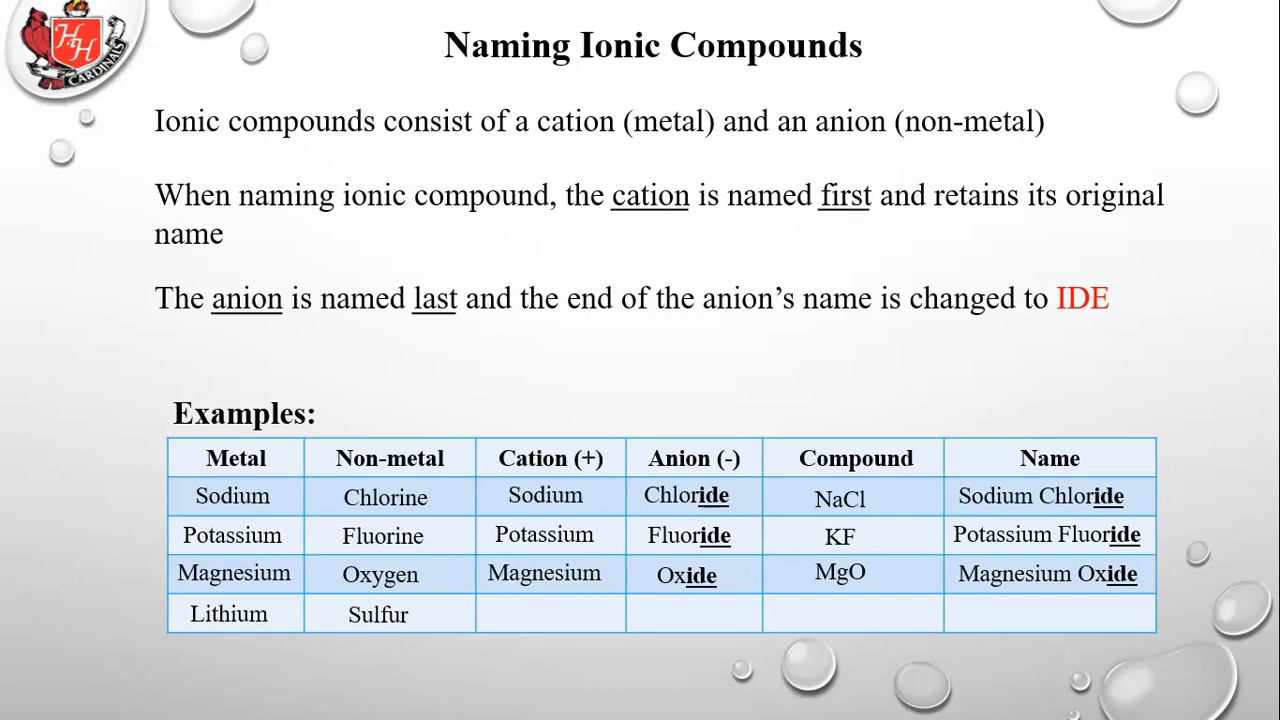 HH
CARDINALS
Naming Ionic Compounds
Ionic compounds consist of a cation (metal) and an anion (non-metal)
When naming ionic compound, the cation is named first and retains its original
name
The anion is named last and the end of the anion’s name is changed to IDE
Examples:
Metal Non-metal Cation (+) Anion (-) Compound Name
Sodium Chlorine Sodium Chloride NaCl Sodium Chloride
Potassium Fluorine Potassium Fluoride KF Potassium Fluoride
Magnesium Oxygen Magnesium Oxide MgO Magnesium Oxide
Lithium Sulfur